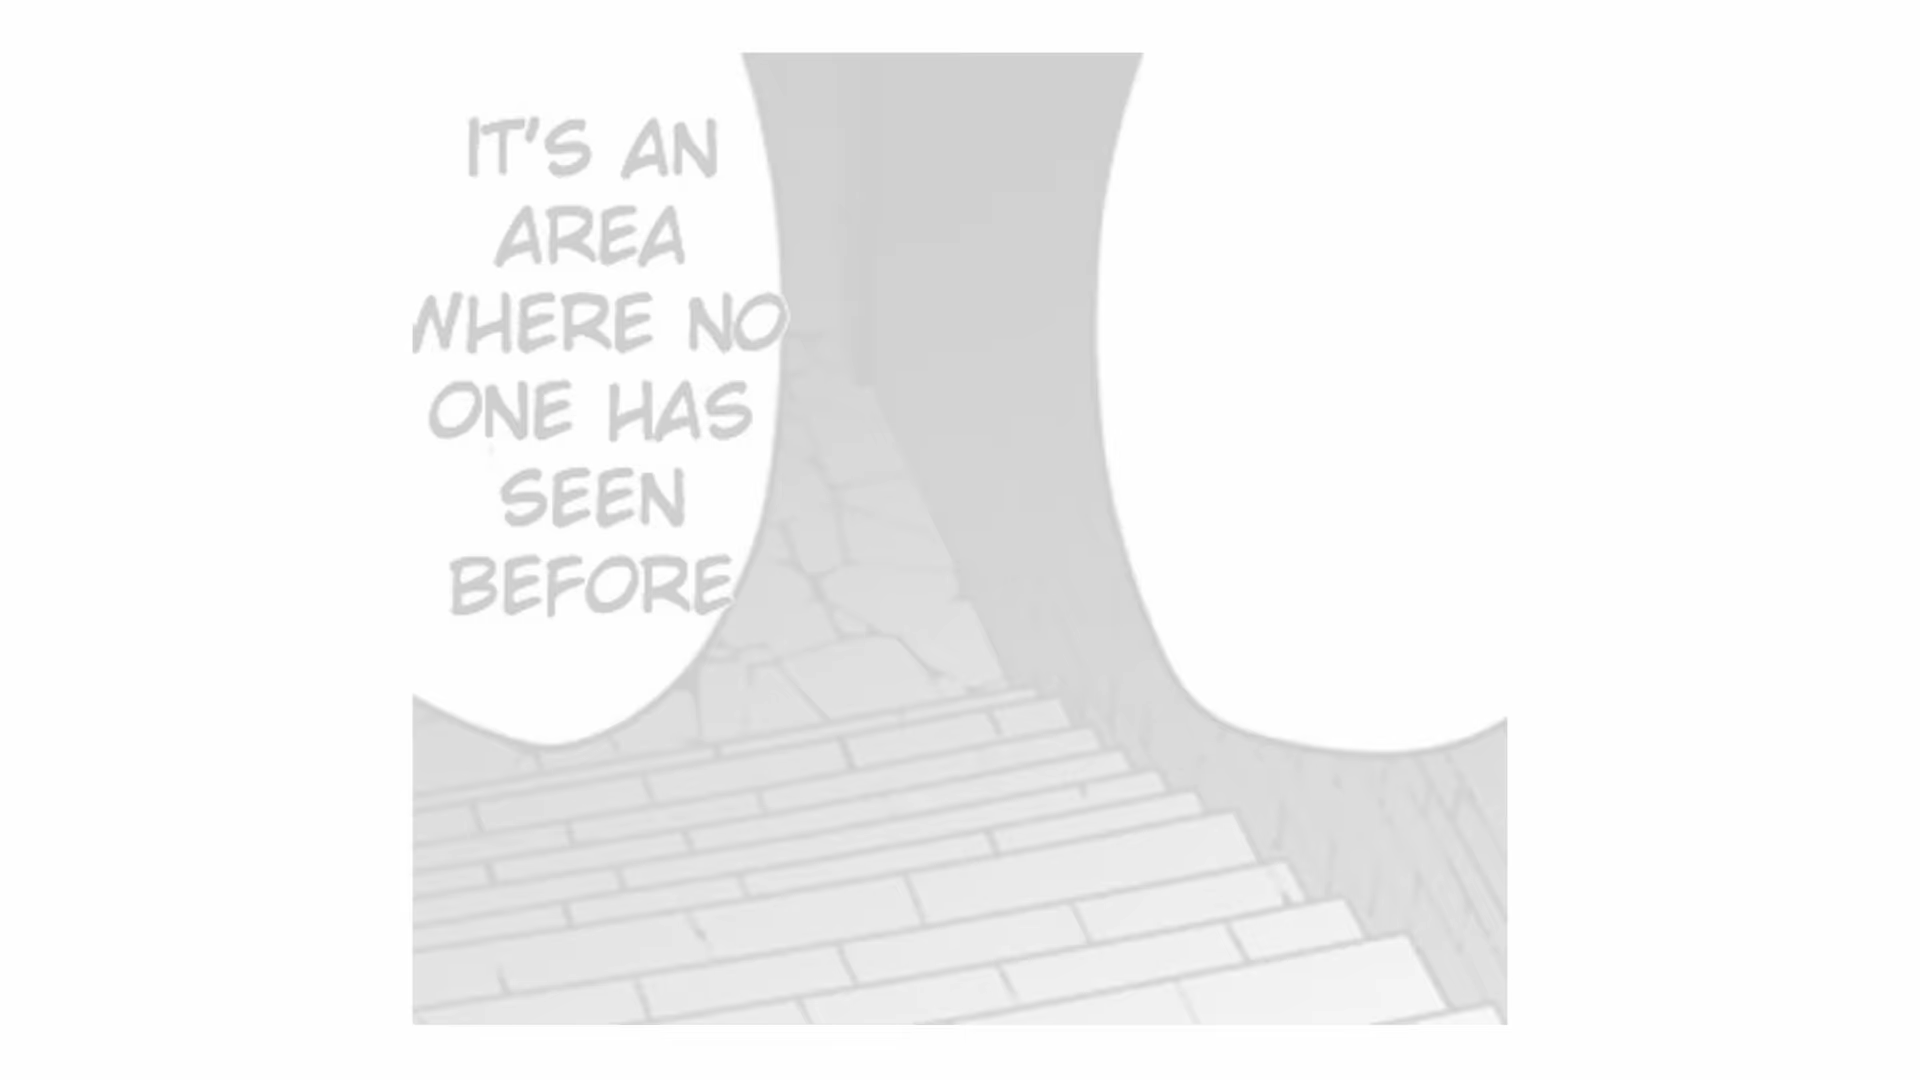 IT'S AN
AREA
WHERE NO
ONE HAS
SEEN
BEFORE